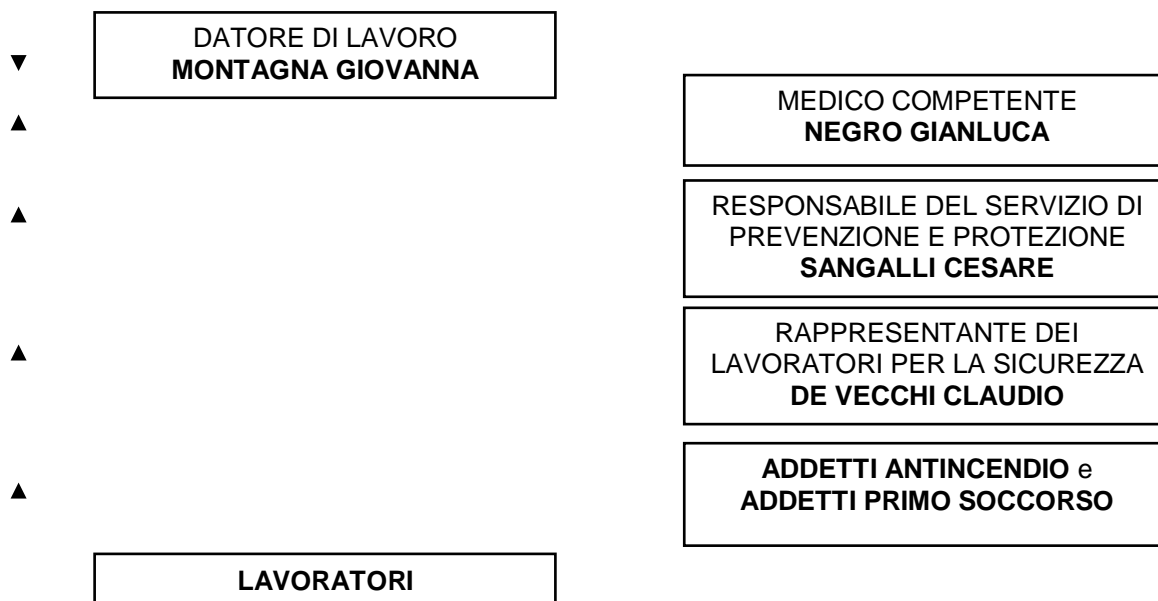 DATORE DI LAVORO
MONTAGNA GIOVANNA
MEDICO COMPETENTE
NEGRO GIANLUCA
RESPONSABILE DEL SERVIZIO DI
PREVENZIONE E PROTEZIONE
SANGALLI CESARE
RAPPRESENTANTE DEI
LAVORATORI PER LA SICUREZZA
DE VECCHI CLAUDIO
ADDETTI ANTINCENDIO e
ADDETTI PRIMO SOCCORSO
LAVORATORI